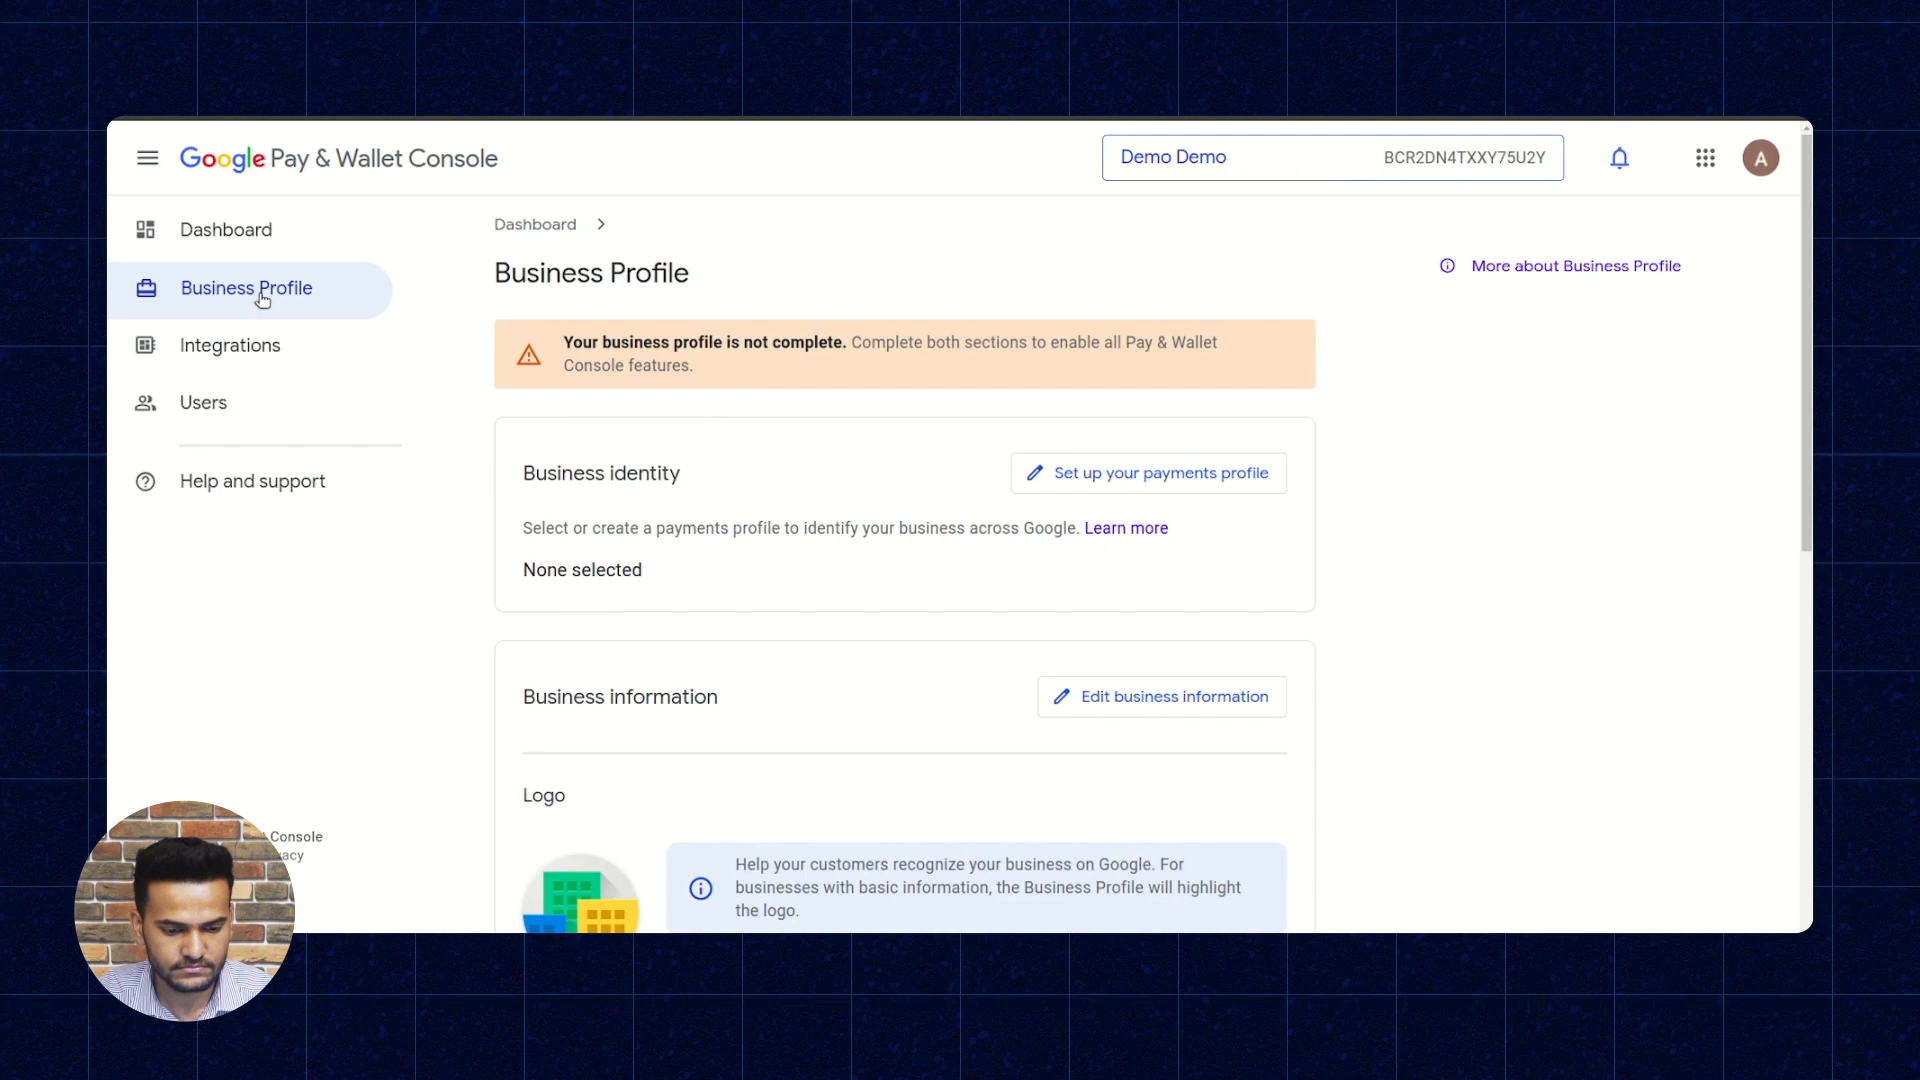 Google Pay & Wallet Console
Demo Demo
BCR2DN4TXXY75U2Y
A
Dashboard
Business Profile
Integrations
Users
Help and support
Console
acy
Dashboard
Business Profile
More about Business Profile
Your business profile is not complete. Complete both sections to enable all Pay & Wallet
Console features.
Business identity
Set up your payments profile
Select or create a payments profile to identify your business across Google. Learn more
None selected
Business information
Edit business information
Logo
Help your customers recognize your business on Google. For
businesses with basic information, the Business Profile will highlight
the logo.